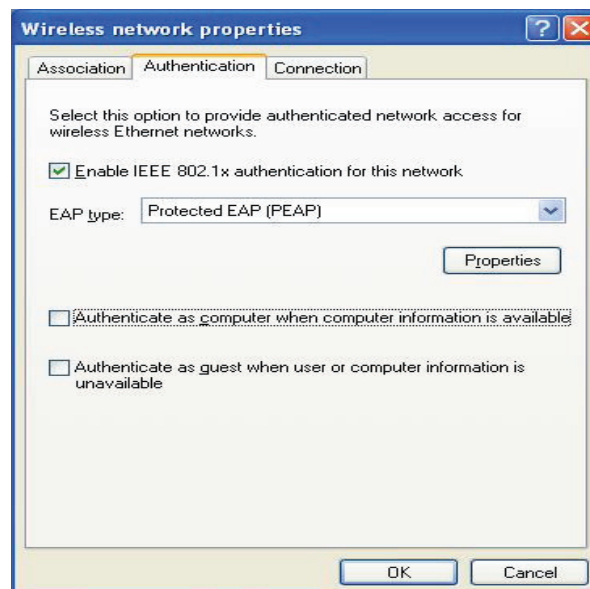 Wireless network properties
Association Authentication Connection
Select this option to provide authenticated network access for
wireless Ethernet networks.
Enable IEEE 802.1x authentication for this network
EAP type: Protected EAP (PEAP)
Properties
Authenticate as computer when computer information is available
Authenticate as guest when user or computer information is
unavailable
OK Cancel